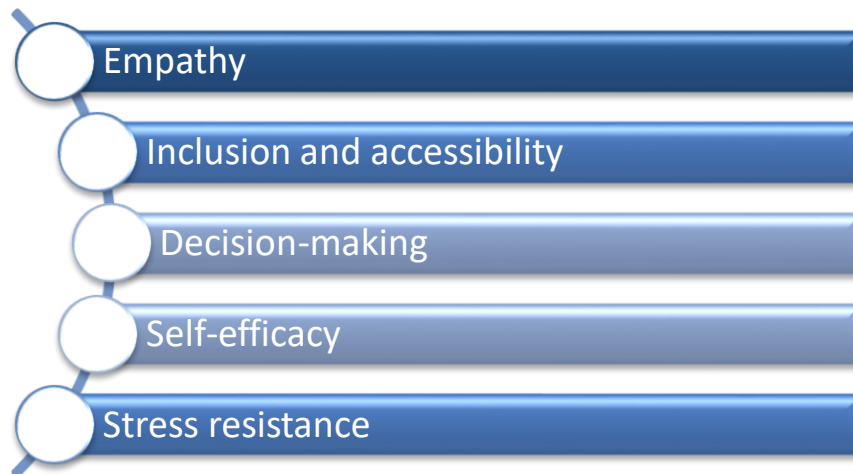 Empathy
Inclusion and accessibility
Decision-making
Self-efficacy
Stress resistance